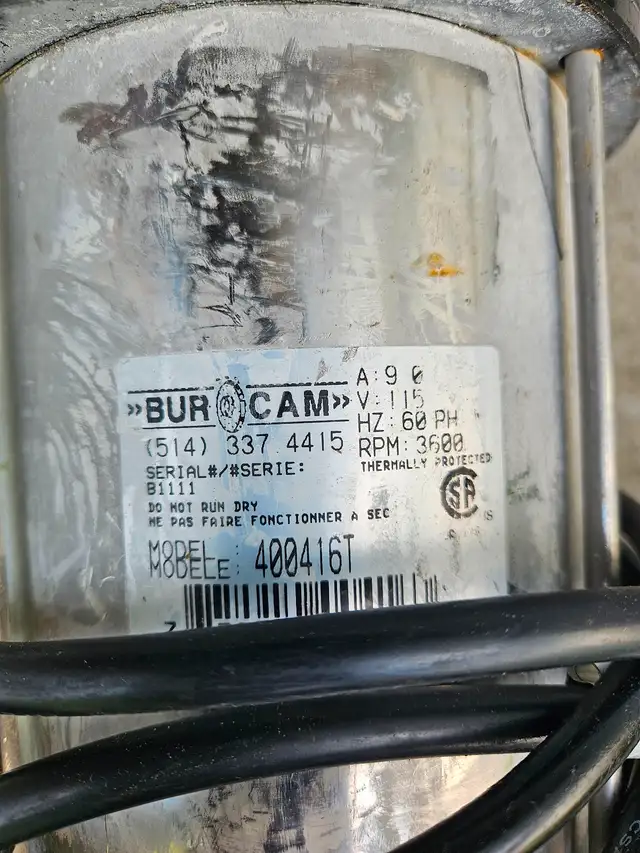 »BUR CAM»
(514) 337 4415
SERIAL#/#SERIE:
B1111
DO NOT RUN DRY
NE PAS FAIRE FONCTIONNER A SEC
MODEL
MODELE: 400416T
A:9 0
V:115
HZ:60 PH
RPM:3600
THERMALLY PROTECTED